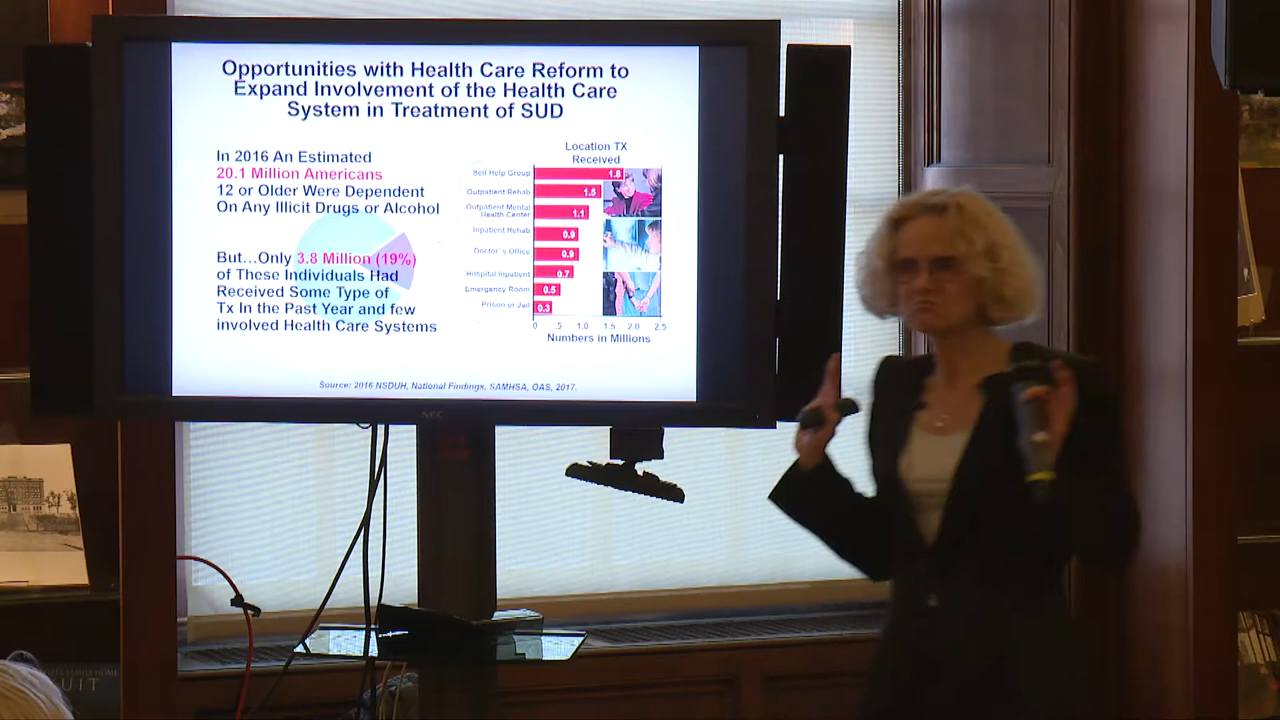 Opportunities with Health Care Reform to
Expand Involvement of the Health Care
System in Treatment of SUD
In 2016 An Estimated
20.1 Million Americans
12 or Older Were Dependent
On Any Illicit Drugs or Alcohol
But...Only 3.8 Million (19%)
of These Individuals Had
Received Some Type of
Tx In the Past Year and few
involved Health Care Systems
Location TX
Received
Self Help Group 1.8
Outpatient Rehab 1.5
Outpatient Mental
Health Center 1.1
Inpatient Rehab 0.9
Doctor's Office 0.9
Hospital Inpatient 0.7
Emergency Room 0.5
Prison or Jail 0.3
0 .5 1.0 1.5 2.0 2.5
Numbers in Millions
Source: 2016 NSDUH, National Findings, SAMHSA, OAS, 2017.
NEC